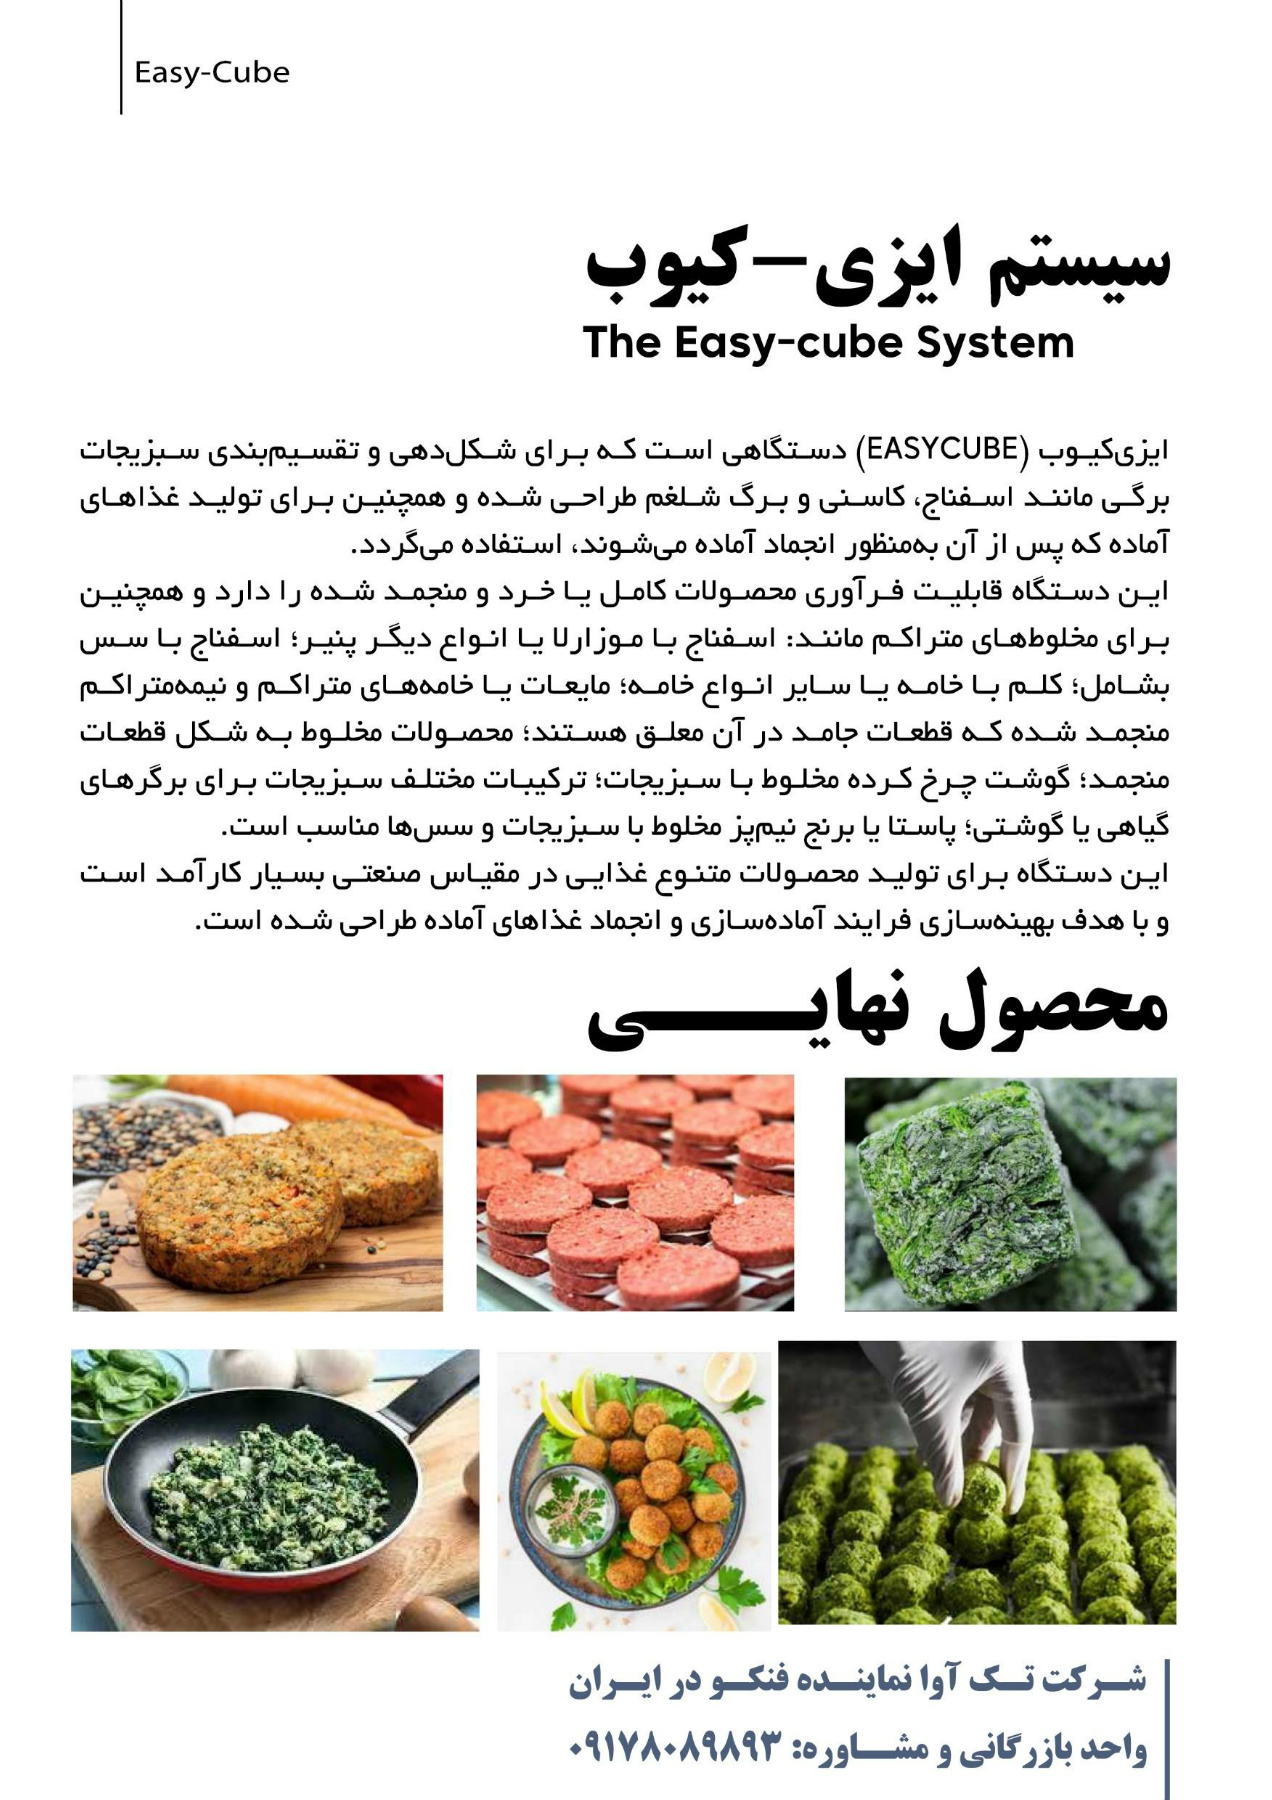 Easy-Cube
سیستم ایزی-کیوب
The Easy-cube System
ایزی‌کیوب (EASYCUBE) دستگاهی است که برای شکل‌دهی و تقسیم‌بندی سبزیجات
برگی مانند اسفناج، کاسنی و برگ شلغم طراحی شده و همچنین برای تولید غذاهای
آماده که پس از آن به‌منظور انجماد آماده می‌شوند، استفاده می‌گردد.
این دستگاه قابلیت فرآوری محصولات کامل یا خرد و منجمد شده را دارد و همچنین
برای مخلوط‌های متراکم مانند: اسفناج با موزارلا یا انواع دیگر پنیر؛ اسفناج با سس
بشامل؛ کلم با خامه یا سایر انواع خامه؛ مایعات یا خامه‌های متراکم و نیمه‌متراکم
منجمد شده که قطعات جامد در آن معلق هستند؛ محصولات مخلوط به شکل قطعات
منجمد؛ گوشت چرخ کرده مخلوط با سبزیجات؛ ترکیبات مختلف سبزیجات برای برگرهای
گیاهی یا گوشتی؛ پاستا یا برنج نیم‌پز مخلوط با سبزیجات و سس‌ها مناسب است.
این دستگاه برای تولید محصولات متنوع غذایی در مقیاس صنعتی بسیار کارآمد است
و با هدف بهینه‌سازی فرایند آماده‌سازی و انجماد غذاهای آماده طراحی شده است.
محصول نهایی
شرکت تک آوا نماینده فنکو در ایران
واحد بازرگانی و مشاوره: ۰۹۱۷۸۰۸۹۸۹۳